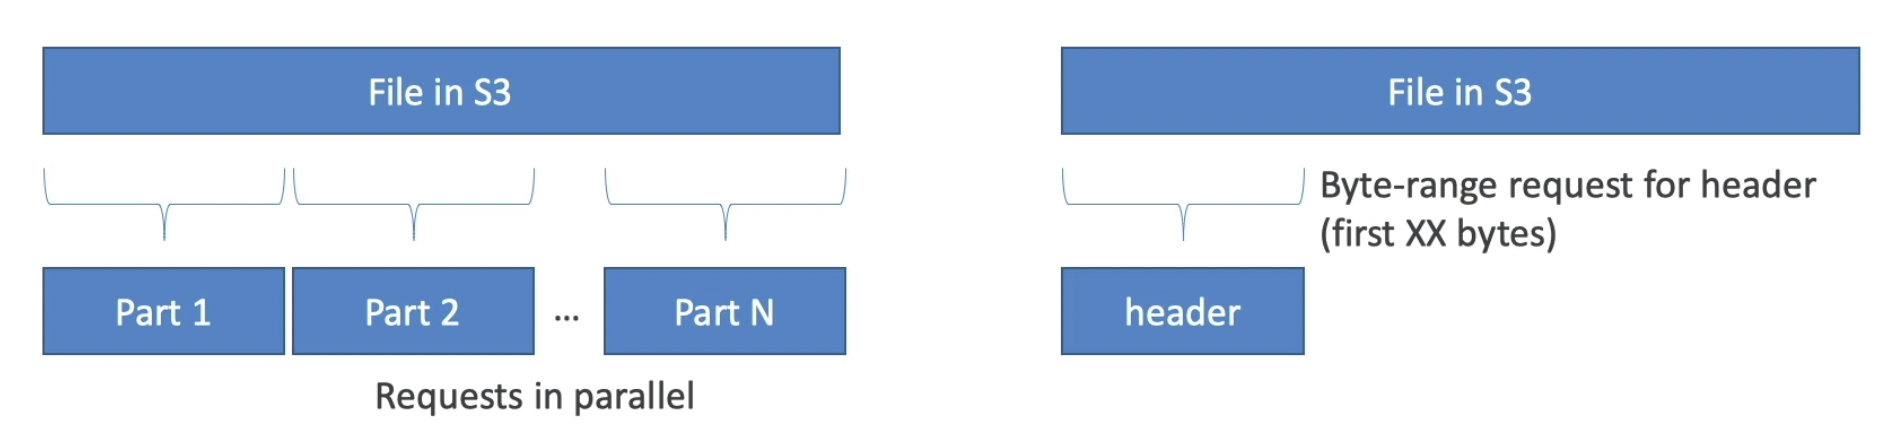 File in S3
Part 1
Part 2
...
Part N
Requests in parallel
File in S3
Byte-range request for header
(first XX bytes)
header